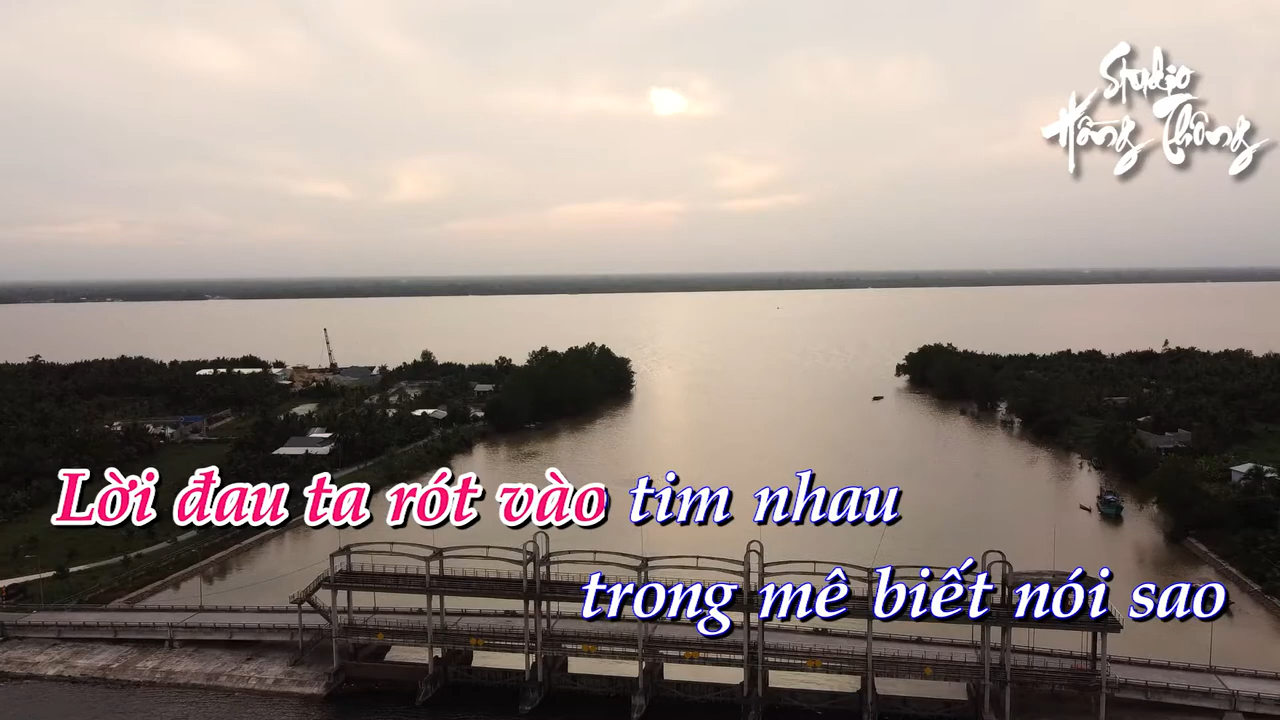 Studio
Hồng Thông
Lời đau ta rót vào tim nhau
trong mê biết nói sao